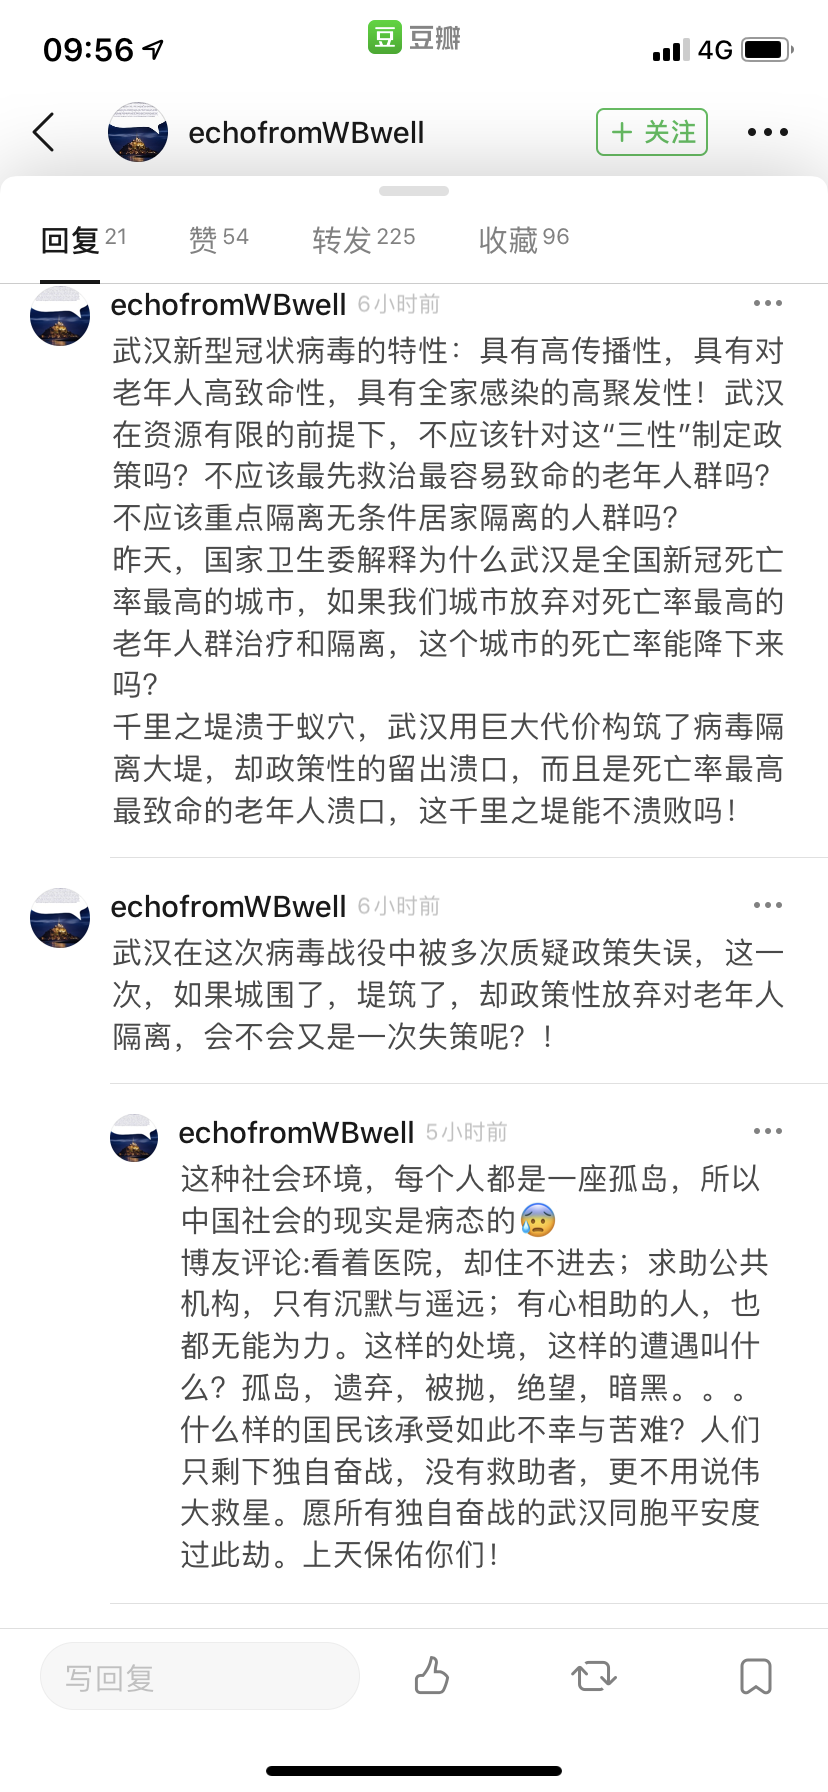 09:56
豆 豆瓣
4G
echofromWBwell
+ 关注
回复 21 赞 54 转发 225 收藏 96
echofromWBwell 6小时前
武汉新型冠状病毒的特性：具有高传播性，具有对
老年人高致命性，具有全家感染的高聚发性！武汉
在资源有限的前提下，不应该针对这“三性”制定政
策吗？不应该最先救治最容易致命的老年人群吗？
不应该重点隔离无条件居家隔离的人群吗？
昨天，国家卫生委解释为什么武汉是全国新冠死亡
率最高的城市，如果我们城市放弃对死亡率最高的
老年人群治疗和隔离，这个城市的死亡率能降下来
吗？
千里之堤溃于蚁穴，武汉用巨大代价构筑了病毒隔
离大堤，却政策性的留出溃口，而且是死亡率最高
最致命的老年人溃口，这千里之堤能不溃败吗！
echofromWBwell 6小时前
武汉在这次病毒战役中被多次质疑政策失误，这一
次，如果城围了，堤筑了，却政策性放弃对老年人
隔离，会不会又是一次失策呢？！
echofromWBwell 5小时前
这种社会环境，每个人都是一座孤岛，所以
中国社会的现实是病态的😰
博友评论:看着医院，却住不进去；求助公共
机构，只有沉默与遥远；有心相助的人，也
都无能为力。这样的处境，这样的遭遇叫什
么？孤岛，遗弃，被抛，绝望，暗黑。。。
什么样的国民该承受如此不幸与苦难？人们
只剩下独自奋战，没有救助者，更不用说伟
大救星。愿所有独自奋战的武汉同胞平安度
过此劫。上天保佑你们！
写回复